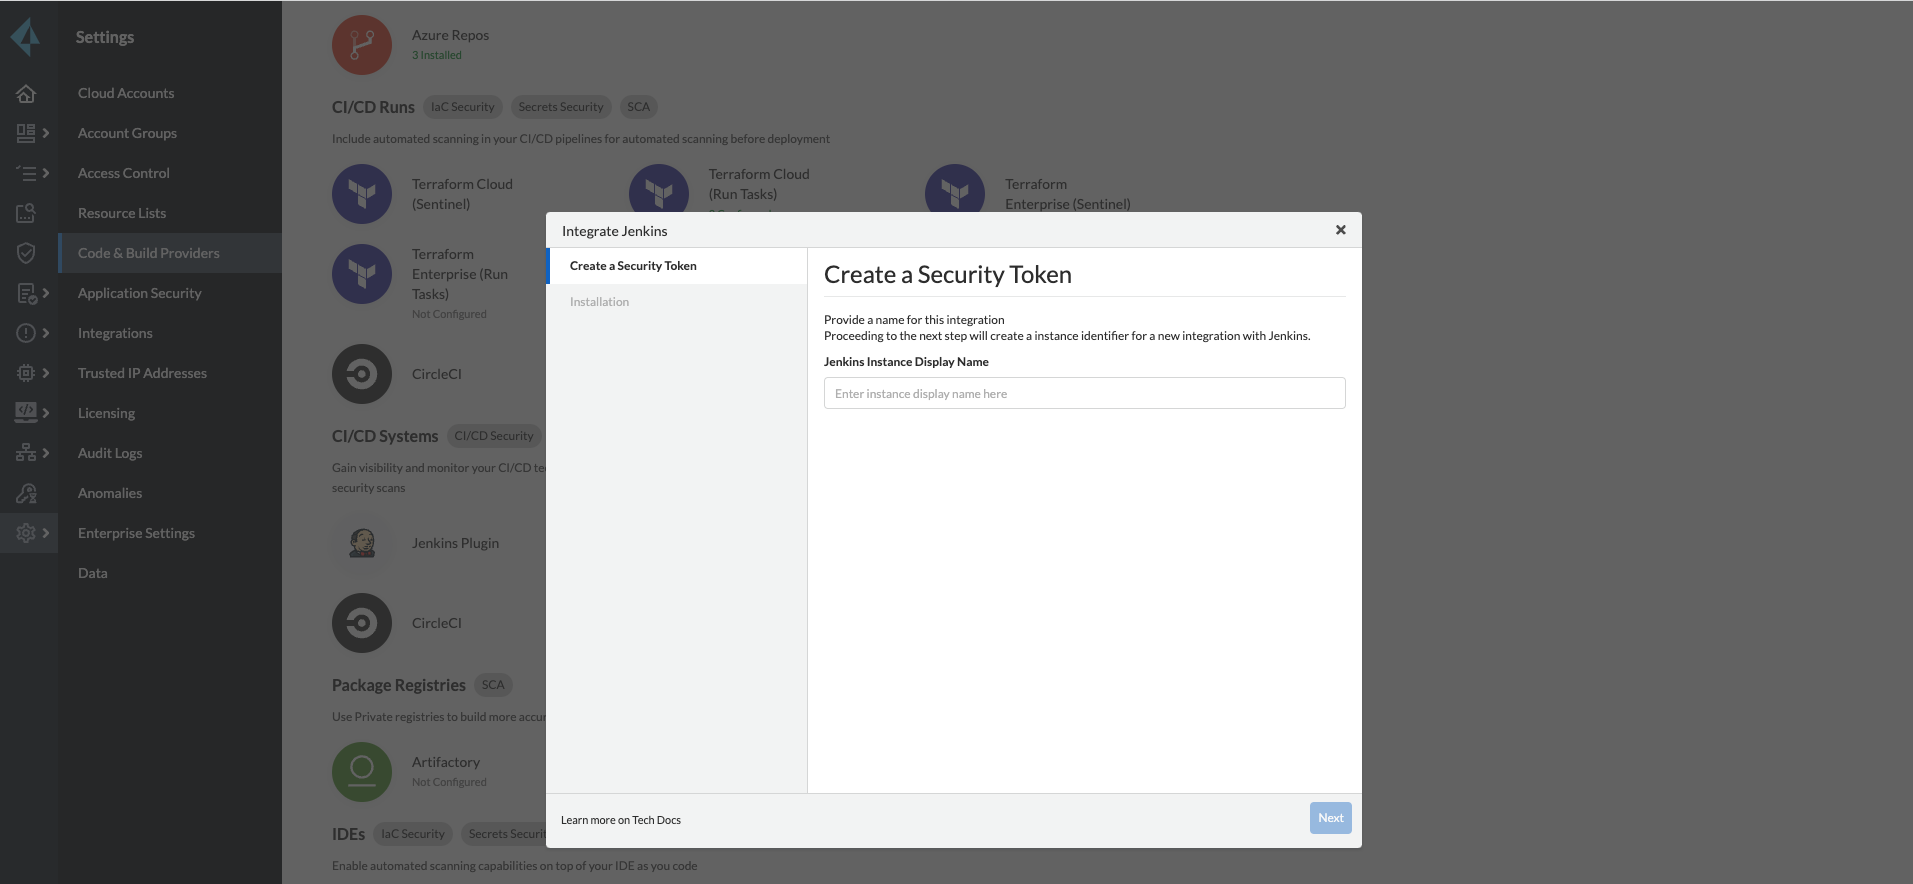 Settings
Cloud Accounts
Account Groups
Access Control
Resource Lists
Code & Build Providers
Application Security
Integrations
Trusted IP Addresses
Licensing
Audit Logs
Anomalies
Enterprise Settings
Data
Azure Repos
3 Installed
CI/CD Runs IaC Security Secrets Security SCA
Include automated scanning in your CI/CD pipelines for automated scanning before deployment
Terraform Cloud
(Sentinel)
Terraform Cloud
(Run Tasks)
Terraform
Enterprise (Sentinel)
Terraform
Enterprise (Run
Tasks)
Not Configured
CircleCI
CI/CD Systems CI/CD Security
Gain visibility and monitor your CI/CD
security scans
Jenkins Plugin
CircleCI
Package Registries SCA
Use Private registries to build more
Artifactory
Not Configured
IDEs IaC Security Secrets
Enable automated scanning capabilities on top of your IDE as you code
Integrate Jenkins
Create a Security Token
Installation
Create a Security Token
Provide a name for this integration
Proceeding to the next step will create a instance identifier for a new integration with Jenkins.
Jenkins Instance Display Name
Enter instance display name here
Learn more on Tech Docs
Next